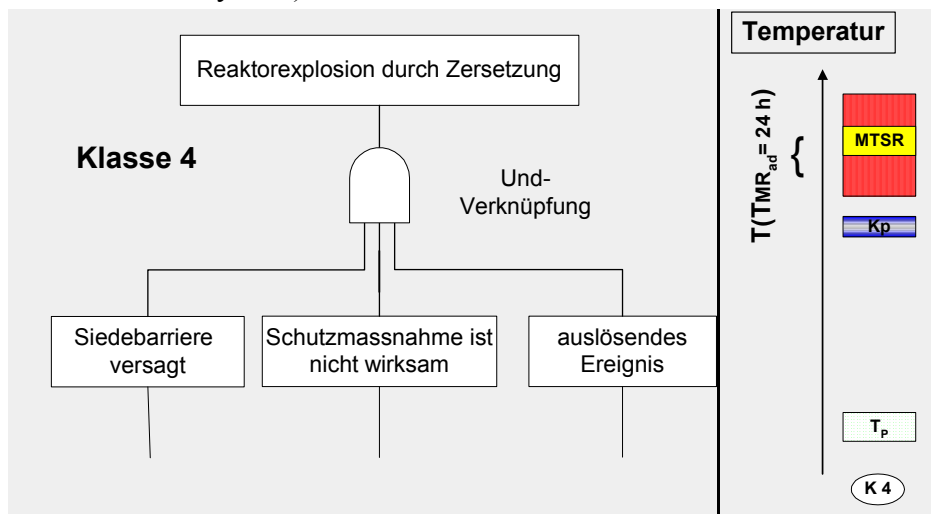 Reaktorexplosion durch Zersetzung
Klasse 4
Und-
Verknüpfung
Siedebarriere
versagt
Schutzmassnahme ist
nicht wirksam
auslösendes
Ereignis
Temperatur
T(TMRad= 24 h)
{
MTSR
Kp
TP
K 4